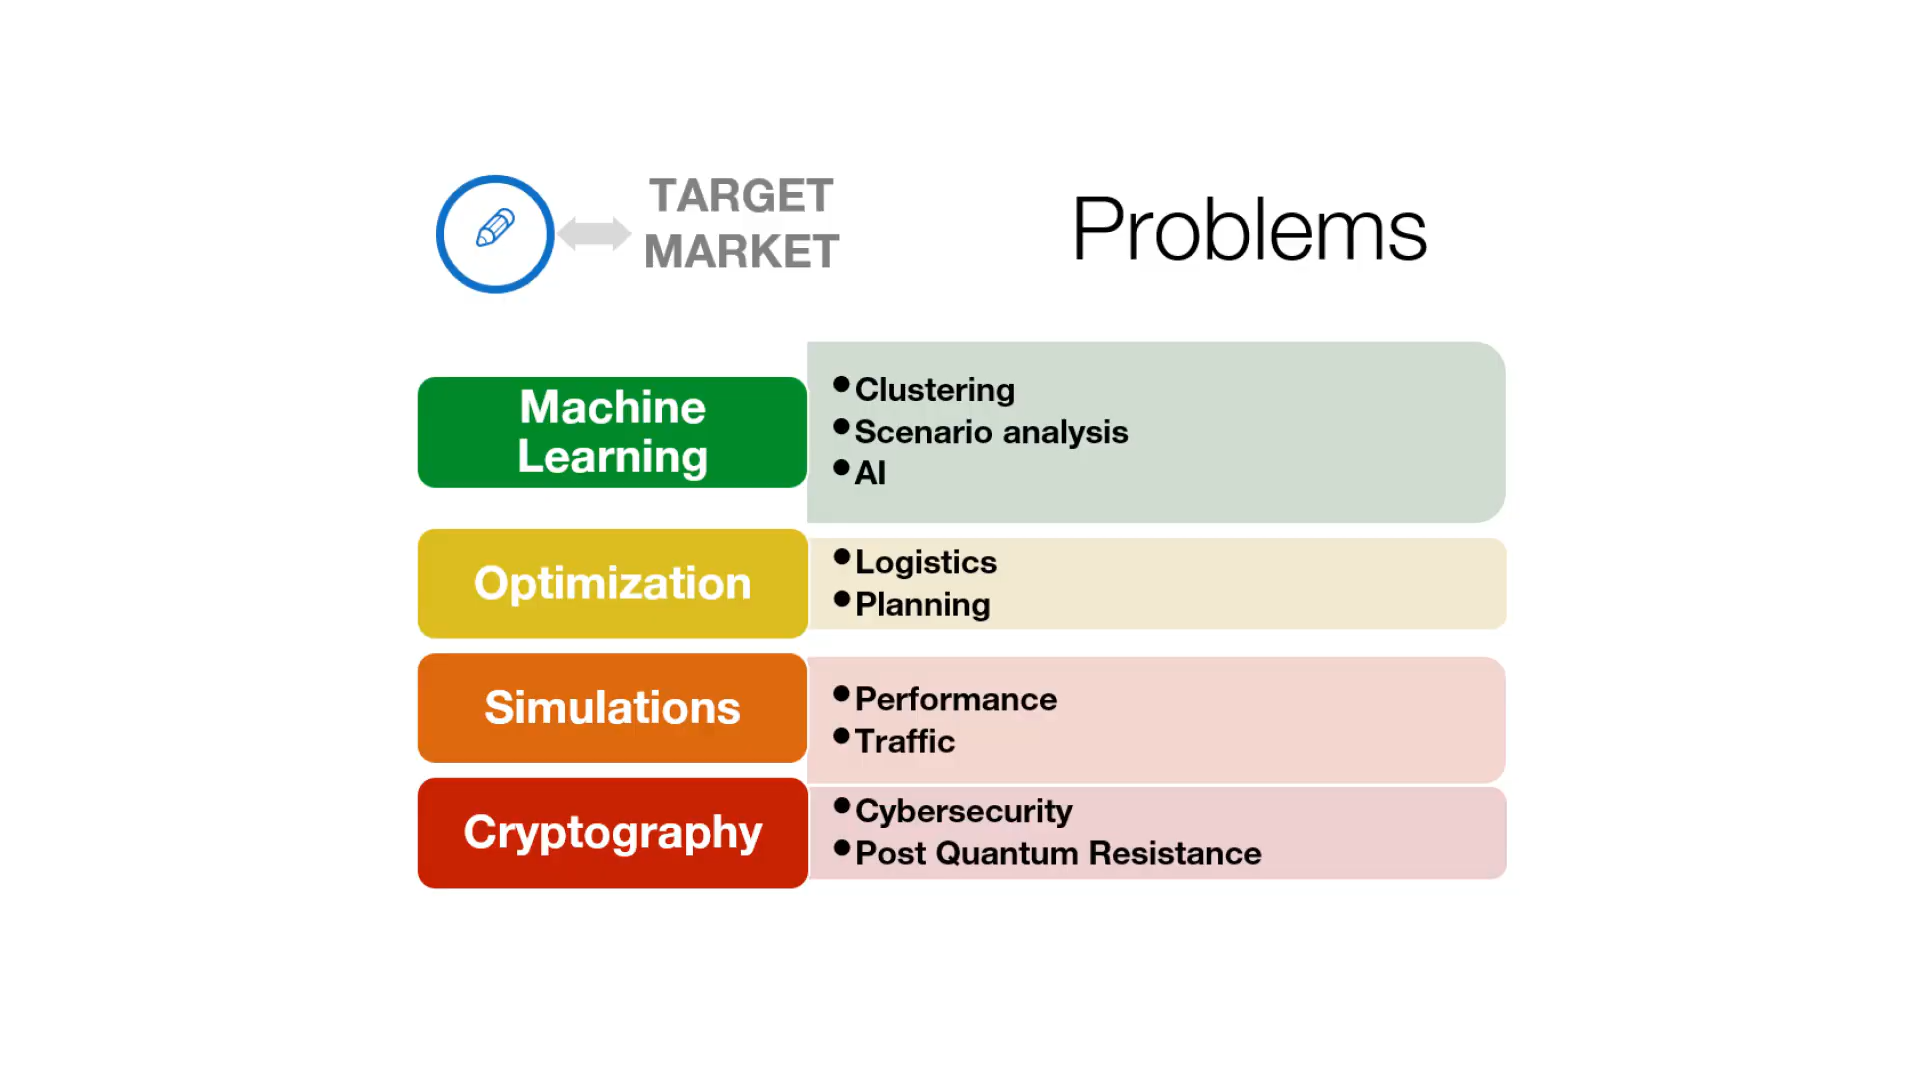 TARGET
MARKET
Problems
Machine
Learning
Clustering
Scenario analysis
AI
Optimization
Logistics
Planning
Simulations
Performance
Traffic
Cryptography
Cybersecurity
Post Quantum Resistance